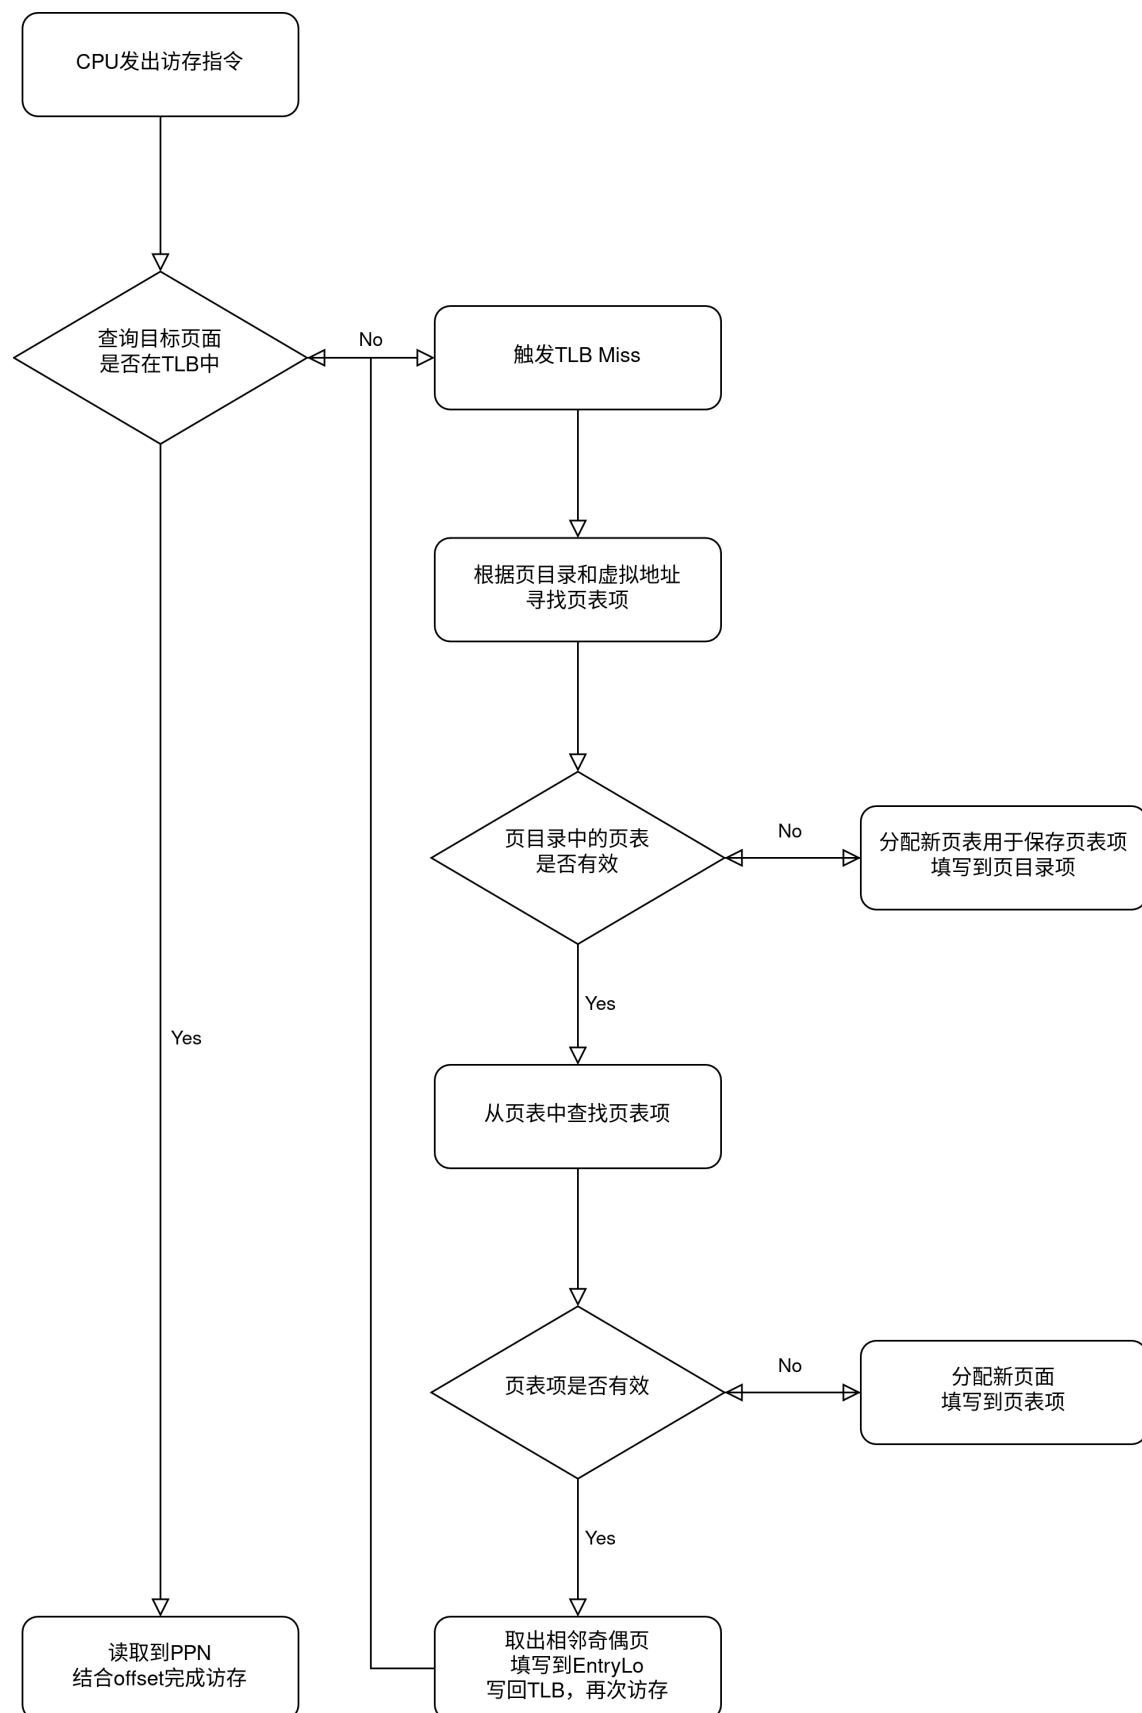 CPU发出访存指令
查询目标页面
是否在TLB中
No
触发TLB Miss
根据页目录和虚拟地址
寻找页表项
页目录中的页表
是否有效
No
分配新页表用于保存页表项
填写到页目录项
Yes
Yes
从页表中查找页表项
页表项是否有效
No
分配新页面
填写到页表项
Yes
读取到PPN
结合offset完成访存
取出相邻奇偶页
填写到EntryLo
写回TLB，再次访存